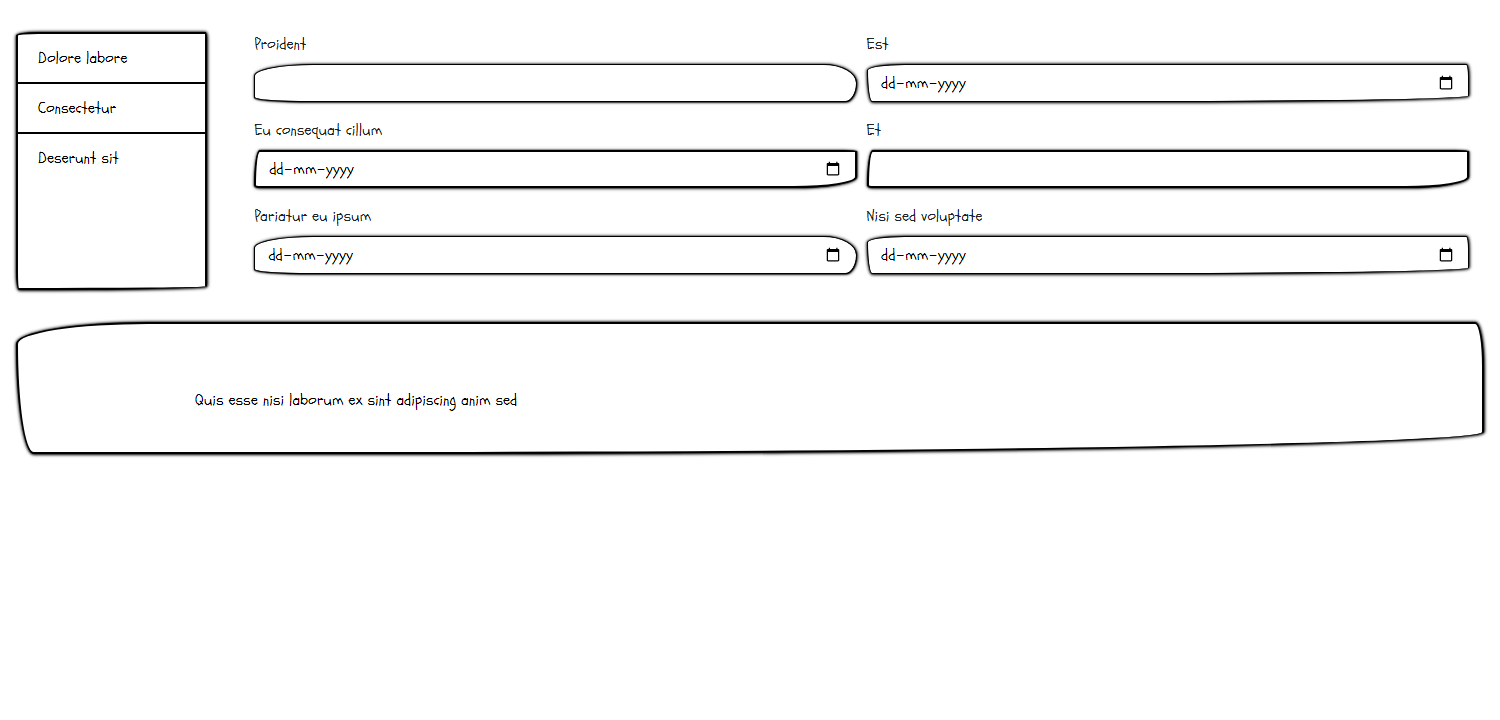 Dolore labore
Consectetur
Deserunt sit
Proident
Est
dd-mm-yyyy
Eu consequat cillum
Et
dd-mm-yyyy
Pariatur eu ipsum
Nisi sed voluptate
dd-mm-yyyy
dd-mm-yyyy
Quis esse nisi laborum ex sint adipiscing anim sed